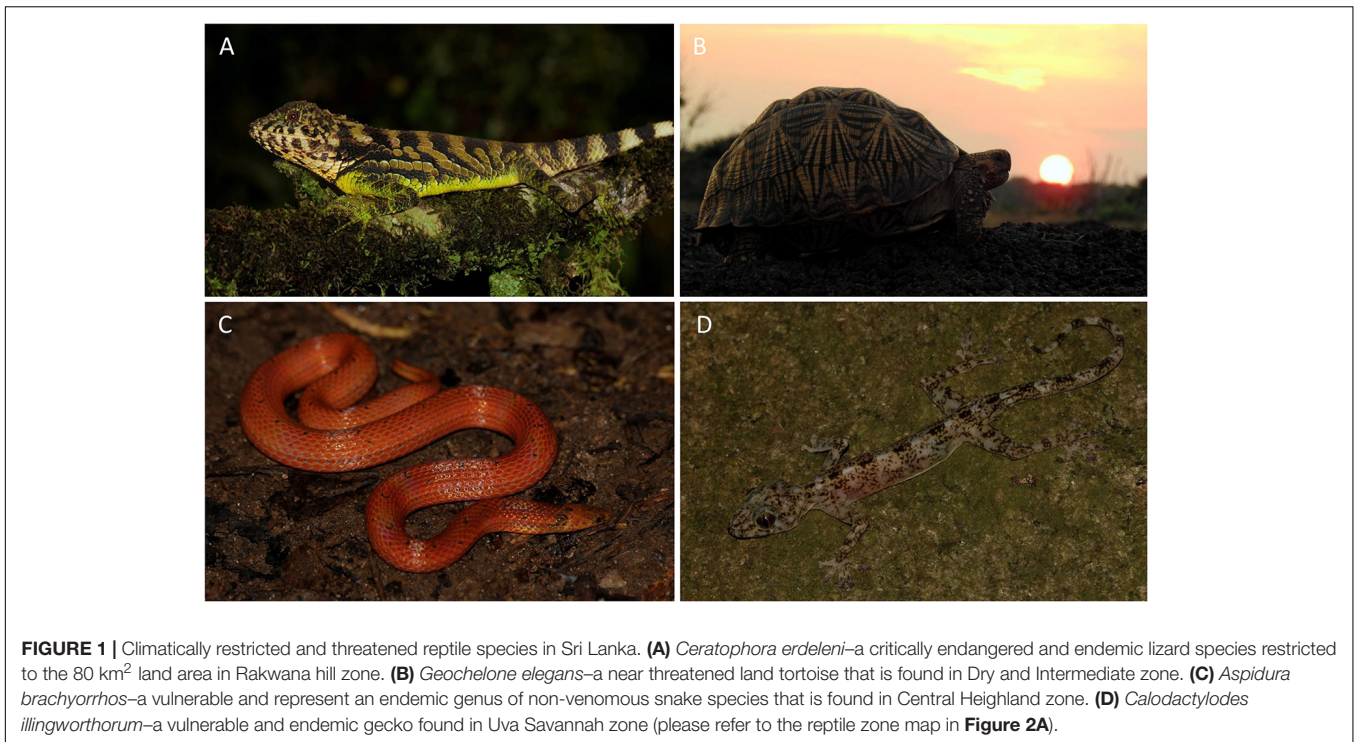 A
B
C
D
FIGURE 1 | Climatically restricted and threatened reptile species in Sri Lanka. (A) Ceratophora erdeleni–a critically endangered and endemic lizard species restricted
to the 80 km² land area in Rakwana hill zone. (B) Geochelone elegans–a near threatened land tortoise that is found in Dry and Intermediate zone. (C) Aspidura
brachyorrhos–a vulnerable and represent an endemic genus of non-venomous snake species that is found in Central Heighland zone. (D) Calodactylodes
illingworthorum–a vulnerable and endemic gecko found in Uva Savannah zone (please refer to the reptile zone map in Figure 2A).